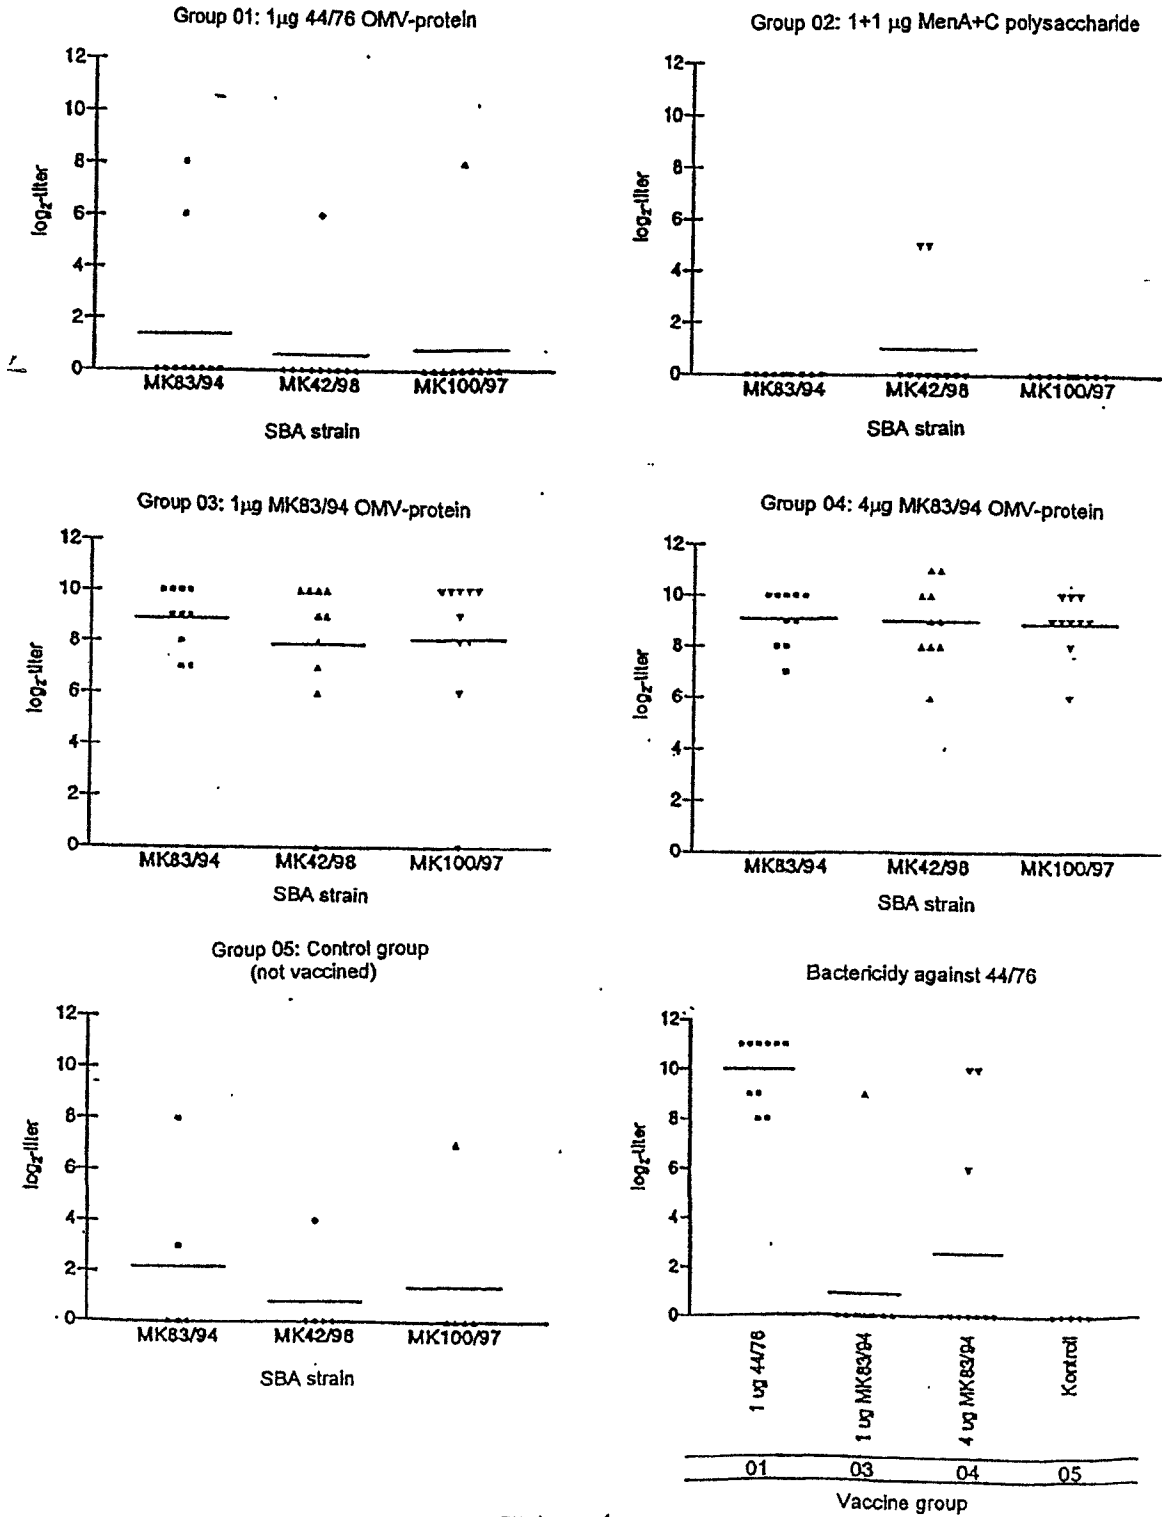 Group 01: 1µg 44/76 OMV-protein
12
10
8
6
4
2
0
log₂-titer
MK83/94 MK42/98 MK100/97
SBA strain
Group 02: 1+1 µg MenA+C polysaccharide
12
10
8
6
4
2
0
log₂-titer
MK83/94 MK42/98 MK100/97
SBA strain
Group 03: 1µg MK83/94 OMV-protein
12
10
8
6
4
2
0
log₂-titer
MK83/94 MK42/98 MK100/97
SBA strain
Group 04: 4µg MK83/94 OMV-protein
12
10
8
6
4
2
0
log₂-titer
MK83/94 MK42/98 MK100/97
SBA strain
Group 05: Control group
(not vaccined)
12
10
8
6
4
2
0
log₂-titer
MK83/94 MK42/98 MK100/97
SBA strain
Bactericidy against 44/76
12
10
8
6
4
2
0
log₂-titer
1 ug 44/76
1 ug MK83/94
4 ug MK83/94
Kontroll
01 03 04 05
Vaccine group